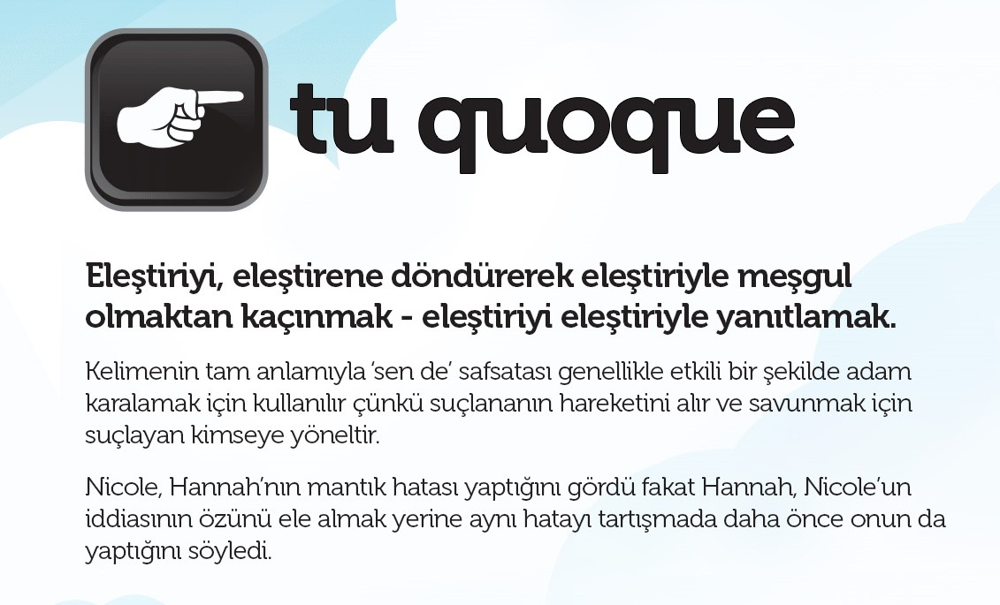 tu quoque
Eleştiriyi, eleştirene döndürerek eleştiriyle meşgul
olmaktan kaçınmak - eleştiriyi eleştiriyle yanıtlamak.
Kelimenin tam anlamıyla ‘sen de’ safsatası genellikle etkili bir şekilde adam
karalamak için kullanılır çünkü suçlananın hareketini alır ve savunmak için
suçlayan kimseye yöneltir.
Nicole, Hannah’nın mantık hatası yaptığını gördü fakat Hannah, Nicole’un
iddiasının özünü ele almak yerine aynı hatayı tartışmada daha önce onun da
yaptığını söyledi.